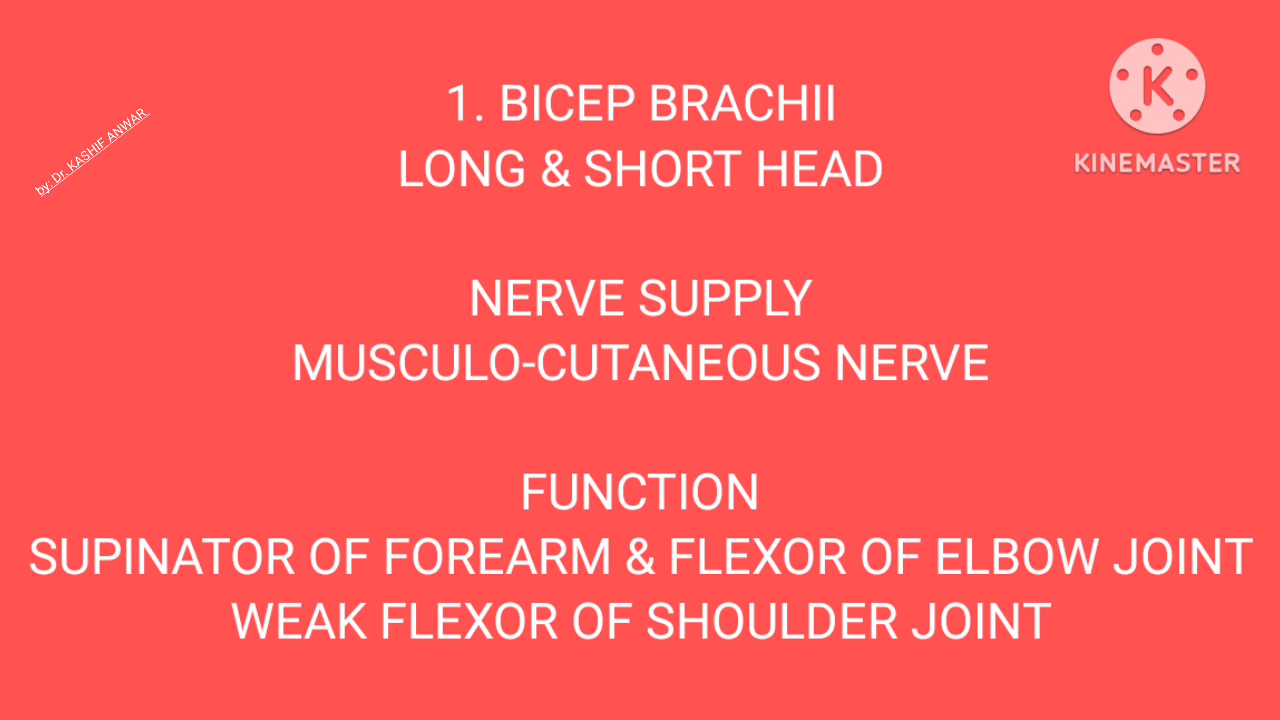 by: Dr. KASHIF ANWAR
1. BICEP BRACHII
LONG & SHORT HEAD
NERVE SUPPLY
MUSCULO-CUTANEOUS NERVE
FUNCTION
SUPINATOR OF FOREARM & FLEXOR OF ELBOW JOINT
WEAK FLEXOR OF SHOULDER JOINT
K
KINEMASTER